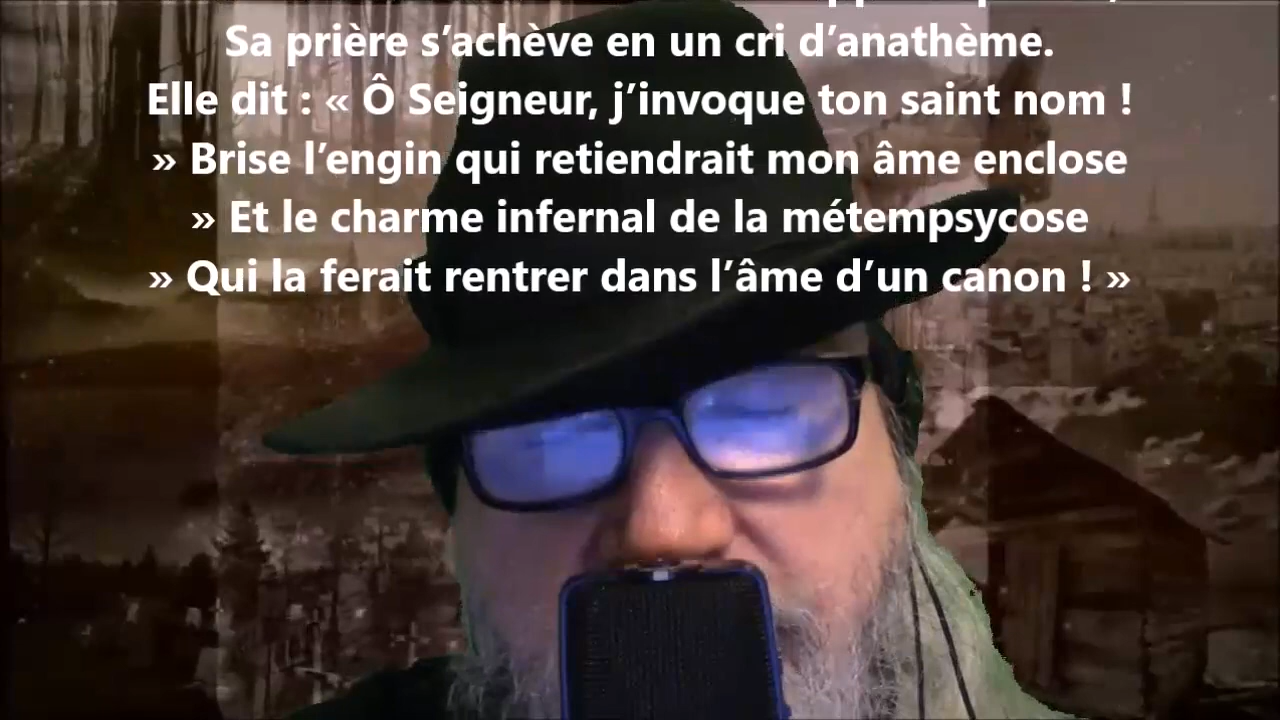 Sa prière s’achève en un cri d’anathème.
Elle dit : « Ô Seigneur, j’invoque ton saint nom !
» Brise l’engin qui retiendrait mon âme enclose
» Et le charme infernal de la métempsycose
» Qui la ferait rentrer dans l’âme d’un canon ! »